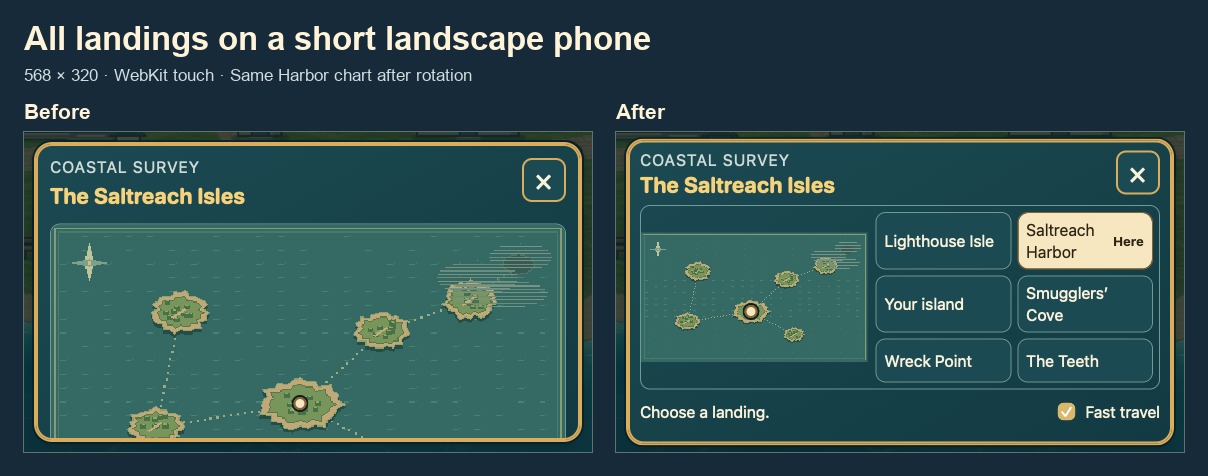 All landings on a short landscape phone
568 × 320 · WebKit touch · Same Harbor chart after rotation
Before
COASTAL SURVEY
The Saltreach Isles
×
After
COASTAL SURVEY
The Saltreach Isles
×
Lighthouse Isle
Saltreach
Harbor
Here
Your island
Smugglers’
Cove
Wreck Point
The Teeth
Choose a landing.
Fast travel